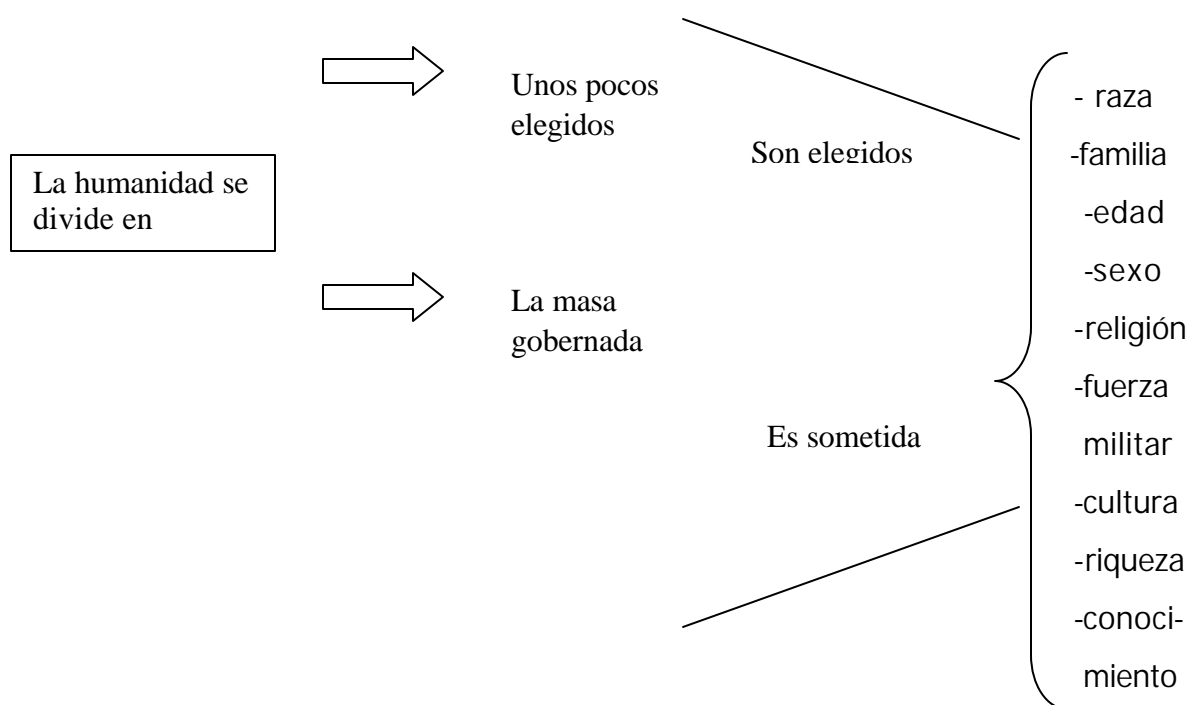 La humanidad se
divide en
Unos pocos
elegidos
La masa
gobernada
Son elegidos
Es sometida
- raza
-familia
-edad
-sexo
-religión
-fuerza
militar
-cultura
-riqueza
-conoci-
miento